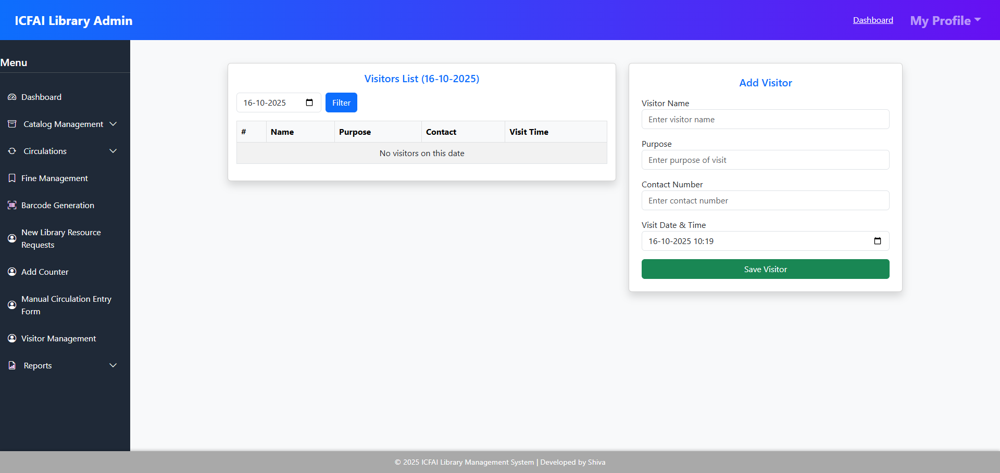 ICFAI Library Admin
Dashboard
My Profile
Menu
Dashboard
Catalog Management
Circulations
Fine Management
Barcode Generation
New Library Resource
Requests
Add Counter
Manual Circulation Entry
Form
Visitor Management
Reports
Visitors List (16-10-2025)
16-10-2025
Filter
# Name Purpose Contact Visit Time
No visitors on this date
Add Visitor
Visitor Name
Enter visitor name
Purpose
Enter purpose of visit
Contact Number
Enter contact number
Visit Date & Time
16-10-2025 10:19
Save Visitor
© 2025 ICFAI Library Management System | Developed by Shiva